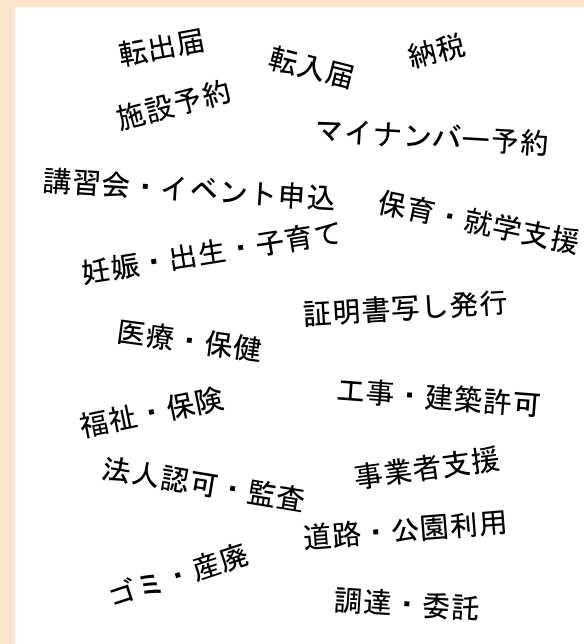 転出届
転入届
納税
施設予約
マイナンバー予約
講習会・イベント申込
保育・就学支援
妊娠・出生・子育て
証明書写し発行
医療・保健
工事・建築許可
福祉・保険
法人認可・監査
事業者支援
道路・公園利用
ゴミ・産廃
調達・委託